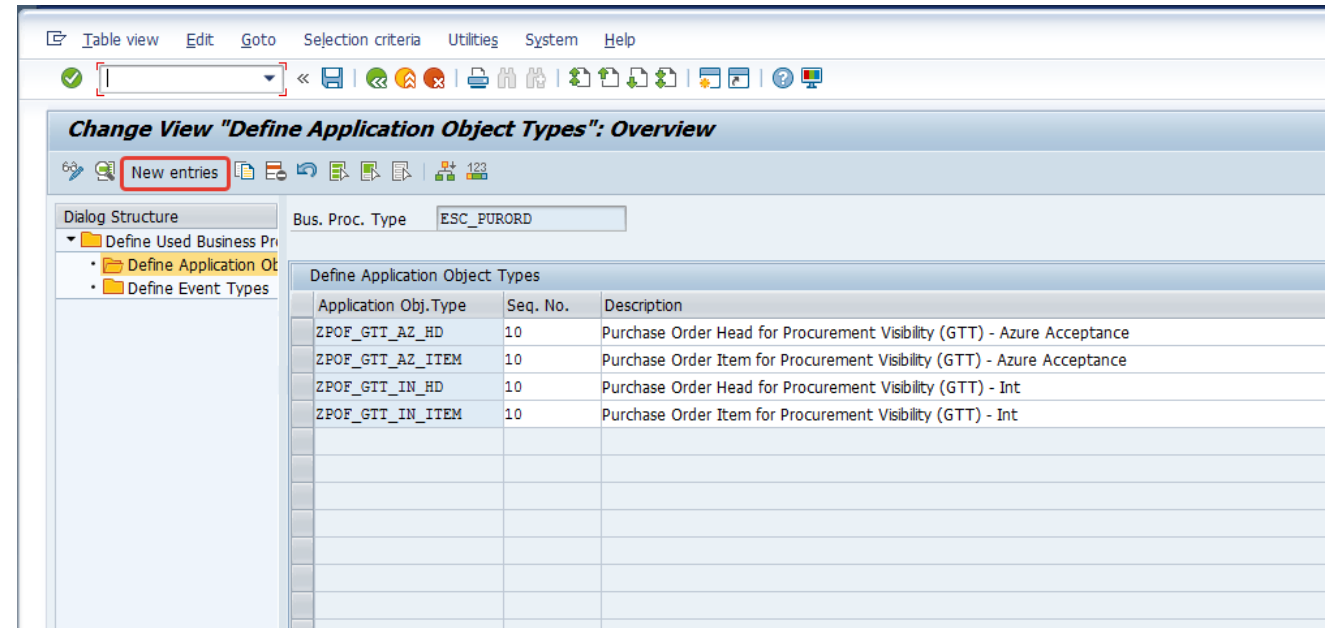 Table view Edit Goto Selection criteria Utilities System Help
Change View "Define Application Object Types": Overview
New entries 123
Dialog Structure
Define Used Business Pr
Define Application Ob
Define Event Types
Bus. Proc. Type ESC_PURORD
Define Application Object Types
Application Obj.Type Seq. No. Description
ZPOF_GTT_AZ_HD 10 Purchase Order Head for Procurement Visibility (GTT) - Azure Acceptance
ZPOF_GTT_AZ_ITEM 10 Purchase Order Item for Procurement Visibility (GTT) - Azure Acceptance
ZPOF_GTT_IN_HD 10 Purchase Order Head for Procurement Visibility (GTT) - Int
ZPOF_GTT_IN_ITEM 10 Purchase Order Item for Procurement Visibility (GTT) - Int